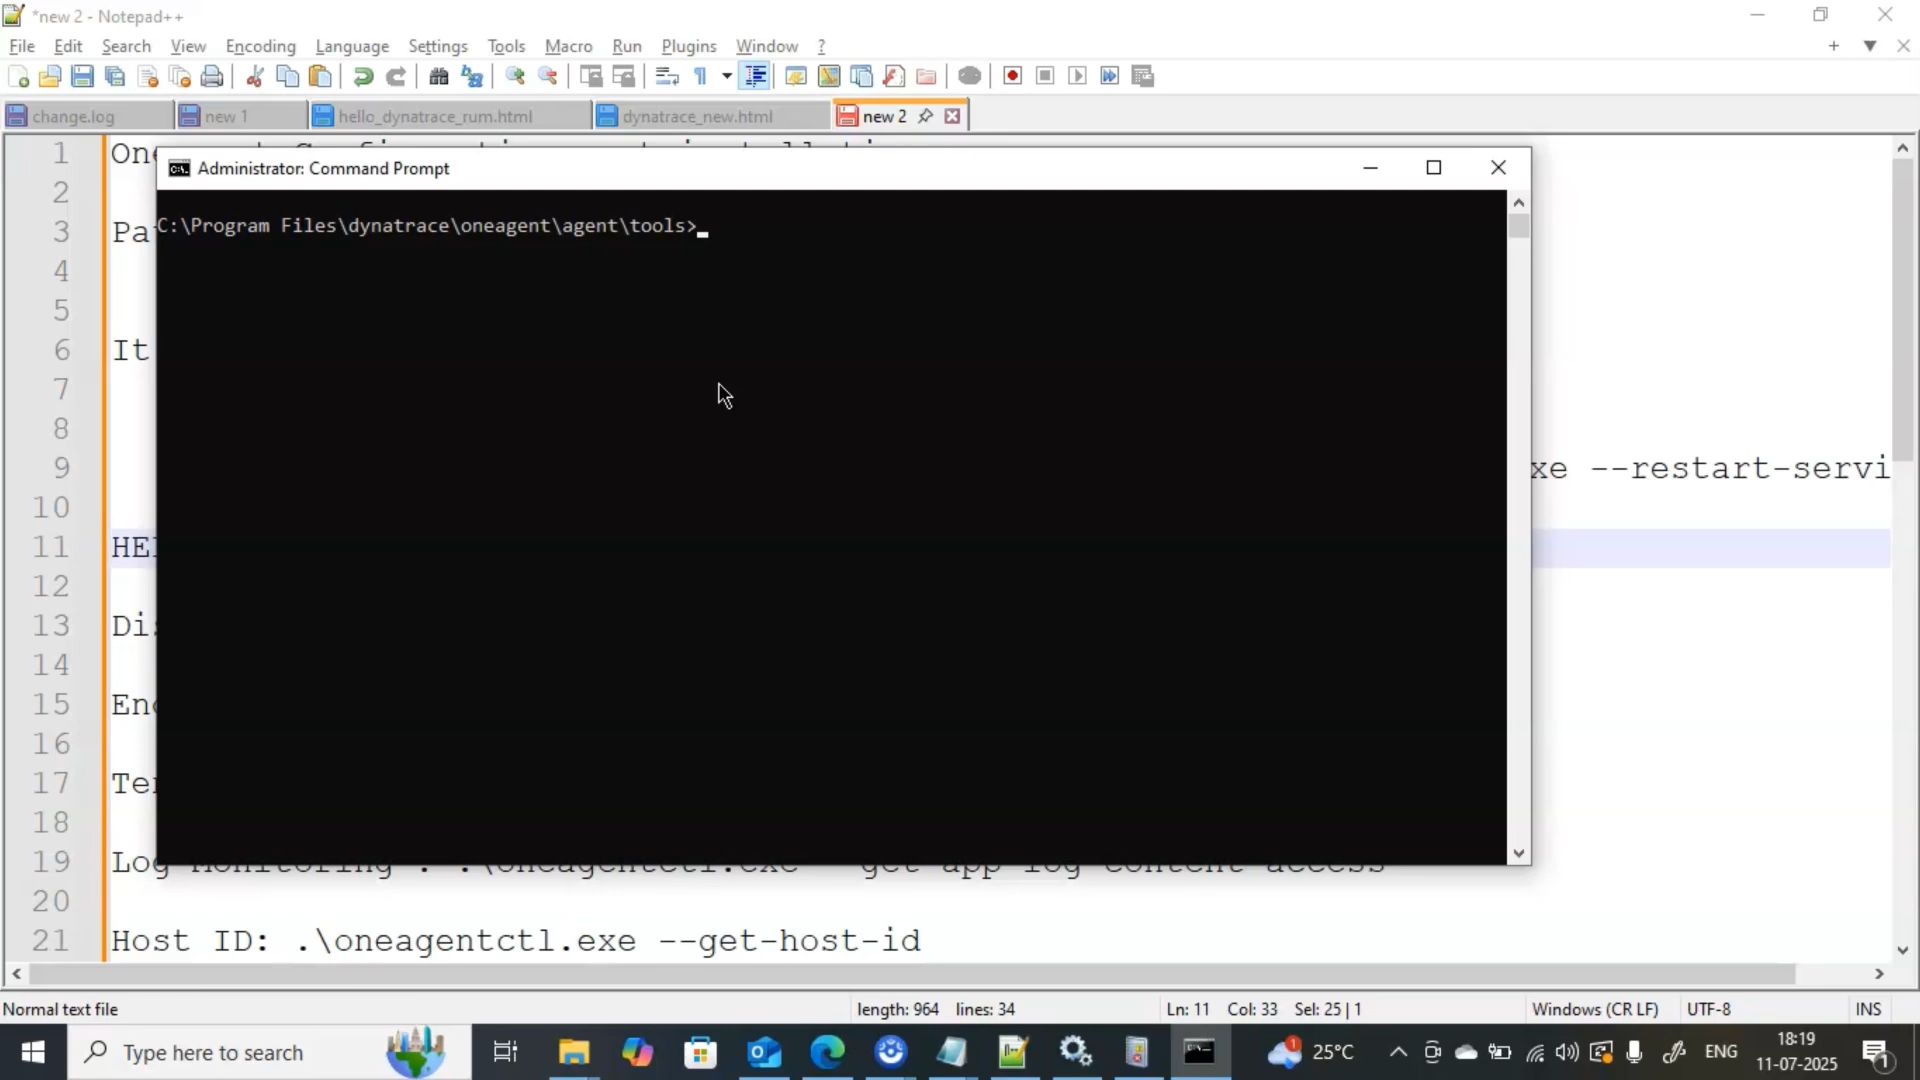 *new 2 - Notepad++
File Edit Search View Encoding Language Settings Tools Macro Run Plugins Window ?
change.log new 1 hello_dynatrace_rum.html dynatrace_new.html new 2
1
2
3 Pa
4
5
6 It
7
8
9 xe --restart-servi
10
11 HE
12
13 Di
14
15 En
16
17 Te
18
19
20
21 Host ID: .\oneagentctl.exe --get-host-id
Administrator: Command Prompt
C:\Program Files\dynatrace\oneagent\agent\tools>
Normal text file length: 964 lines: 34 Ln: 11 Col: 33 Sel: 25 | 1 Windows (CR LF) UTF-8 INS
Type here to search
1 25°C ENG 18:19
11-07-2025
1